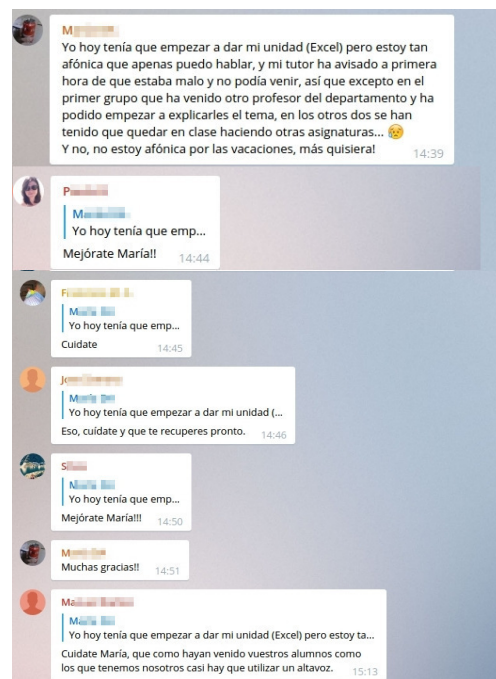 Yo hoy tenía que empezar a dar mi unidad (Excel) pero estoy tan
afónica que apenas puedo hablar, y mi tutor ha avisado a primera
hora de que estaba malo y no podía venir, así que excepto en el
primer grupo que ha venido otro profesor del departamento y ha
podido empezar a explicarles el tema, en los otros dos se han
tenido que quedar en clase haciendo otras asignaturas... 😥
Y no, no estoy afónica por las vacaciones, más quisiera! 14:39
Yo hoy tenía que emp...
Mejórate María!! 14:44
Yo hoy tenía que emp...
Cuidate 14:45
Yo hoy tenía que empezar a dar mi unidad (...
Eso, cuídate y que te recuperes pronto. 14:46
Yo hoy tenía que emp...
Mejórate María!!! 14:50
Muchas gracias!! 14:51
Yo hoy tenía que empezar a dar mi unidad (Excel) pero estoy ta...
Cuidate María, que como hayan venido vuestros alumnos como
los que tenemos nosotros casi hay que utilizar un altavoz. 15:13